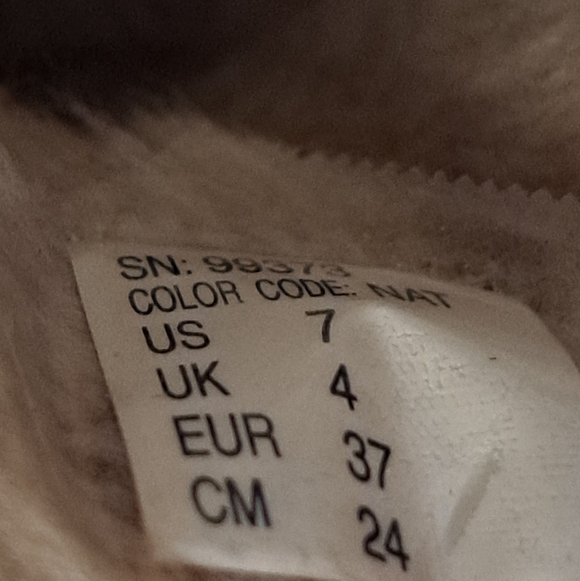 SN: 99373
COLOR CODE: NAT
US 7
UK 4
EUR 37
CM 24